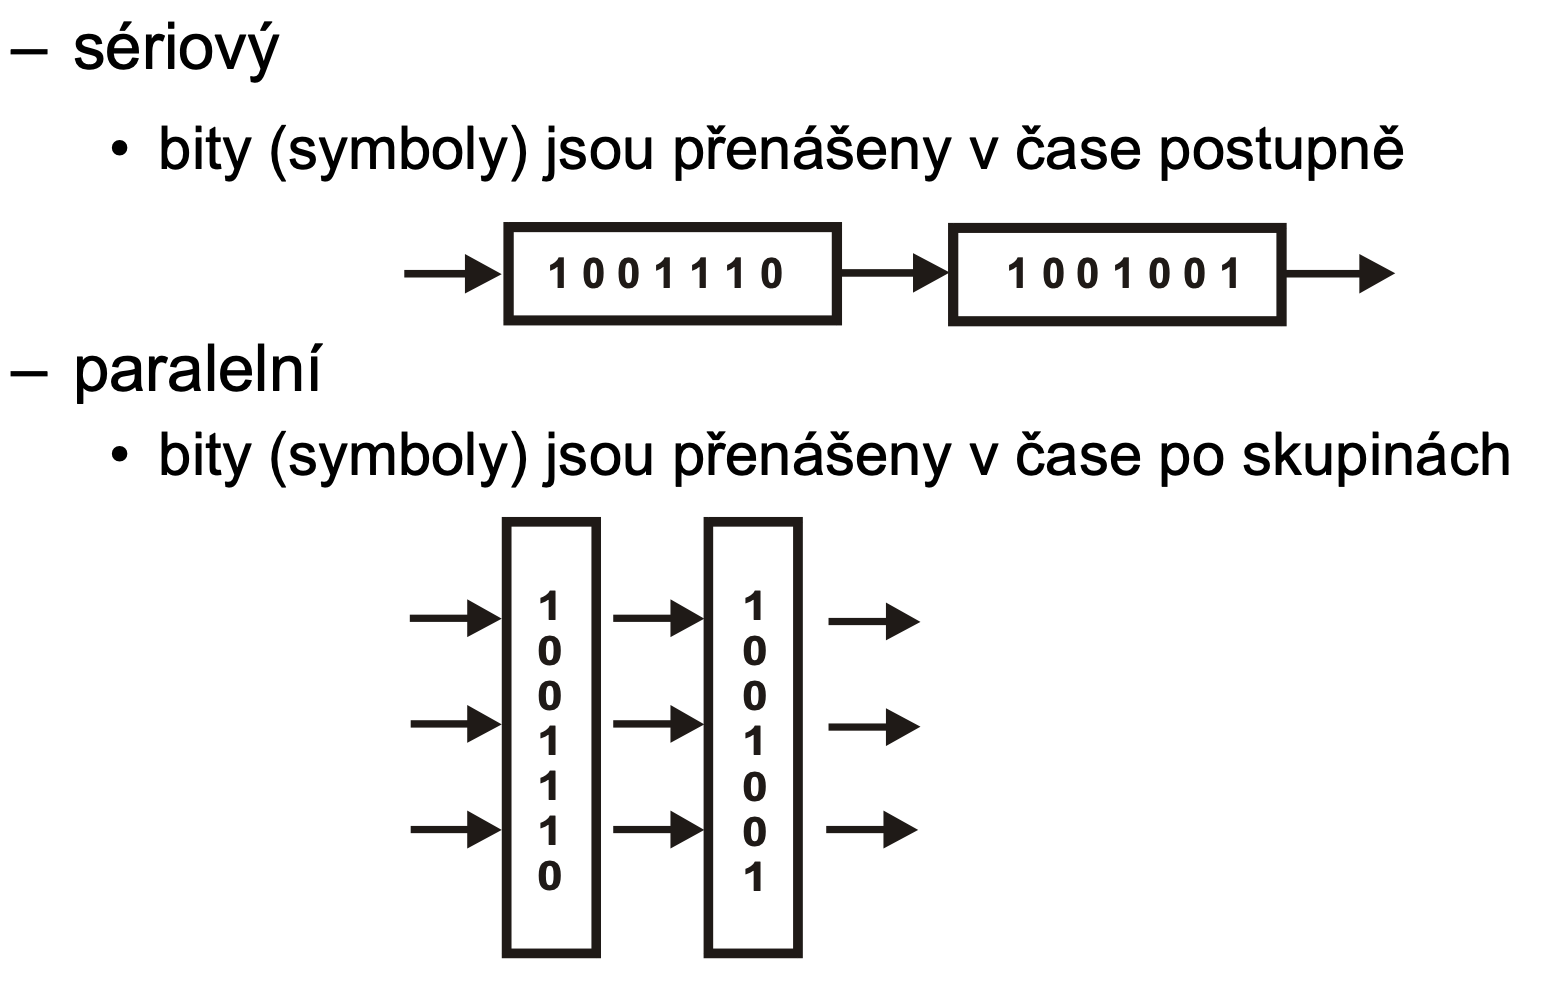 – sériový
• bity (symboly) jsou přenášeny v čase postupně
1 0 0 1 1 1 0 1 0 0 1 0 0 1
– paralelní
• bity (symboly) jsou přenášeny v čase po skupinách
1 1
0 0
0 0
1 1
1 0
1 0
0 1